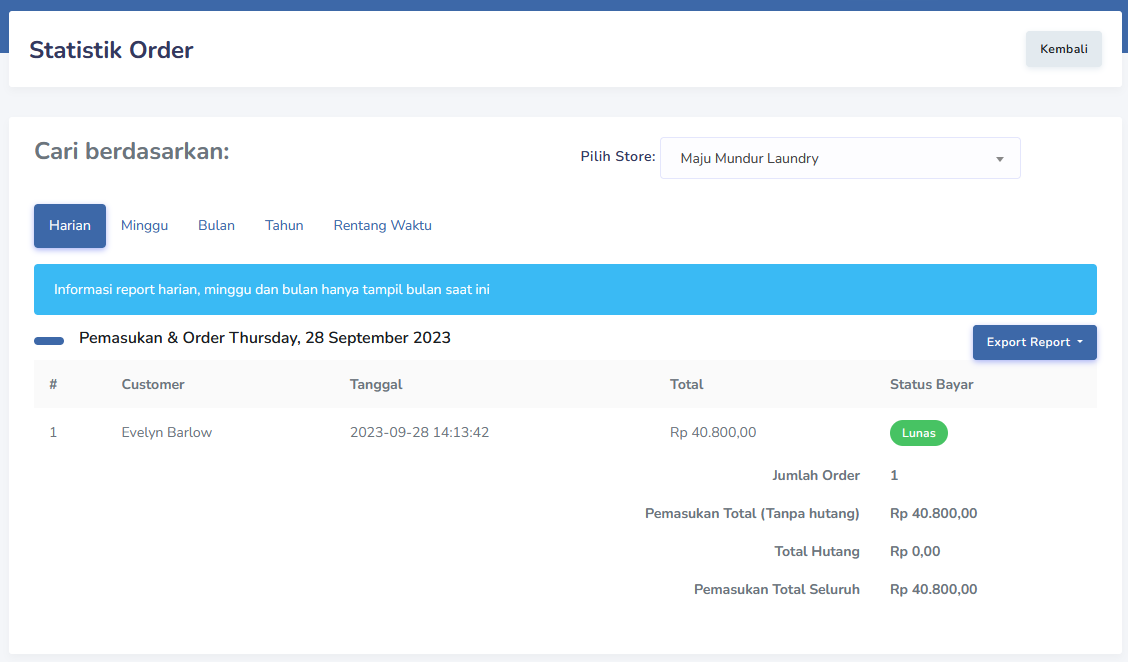 Statistik Order
Kembali
Cari berdasarkan:
Pilih Store: Maju Mundur Laundry
Harian Minggu Bulan Tahun Rentang Waktu
Informasi report harian, minggu dan bulan hanya tampil bulan saat ini
Pemasukan & Order Thursday, 28 September 2023
Export Report
# Customer Tanggal Total Status Bayar
1 Evelyn Barlow 2023-09-28 14:13:42 Rp 40.800,00 Lunas
Jumlah Order 1
Pemasukan Total (Tanpa hutang) Rp 40.800,00
Total Hutang Rp 0,00
Pemasukan Total Seluruh Rp 40.800,00